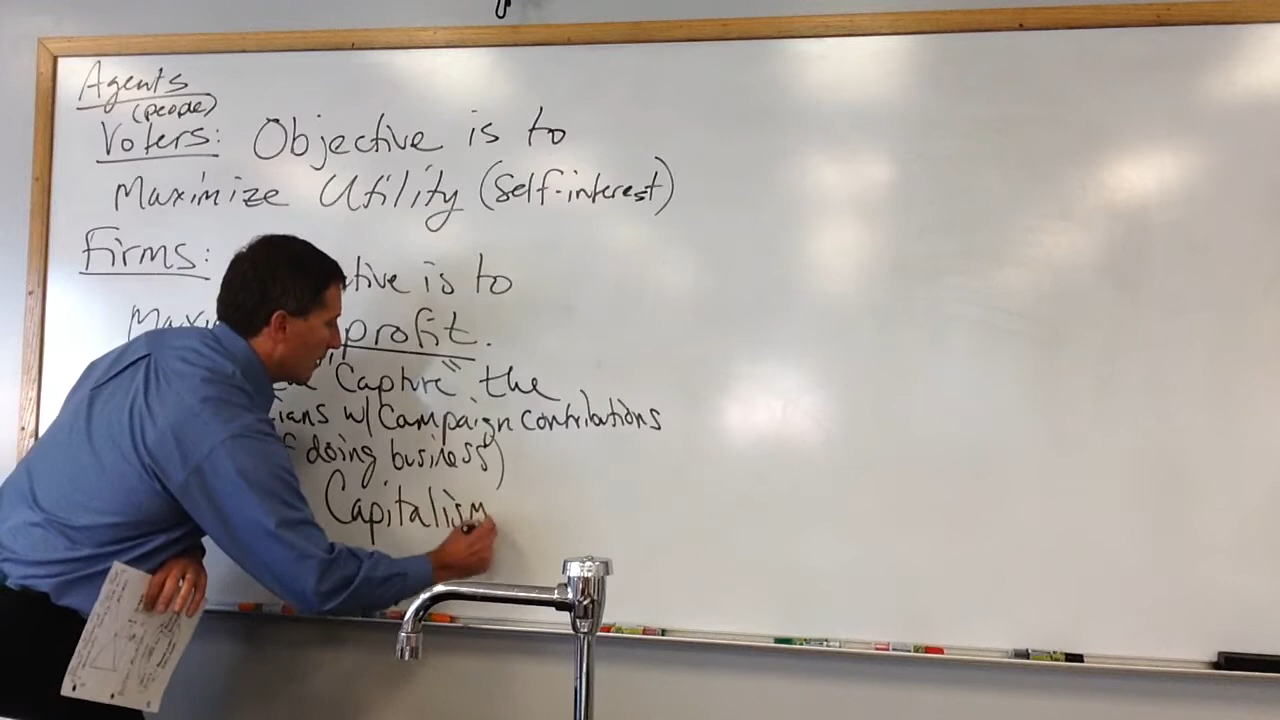 Agents
(people)
Voters: Objective is to
Maximize Utility (Self-interest)
Firms: tive is to
Maxi profit.
"Capture" the
ians w/ Campaign contributions
f doing business)
Capitalism